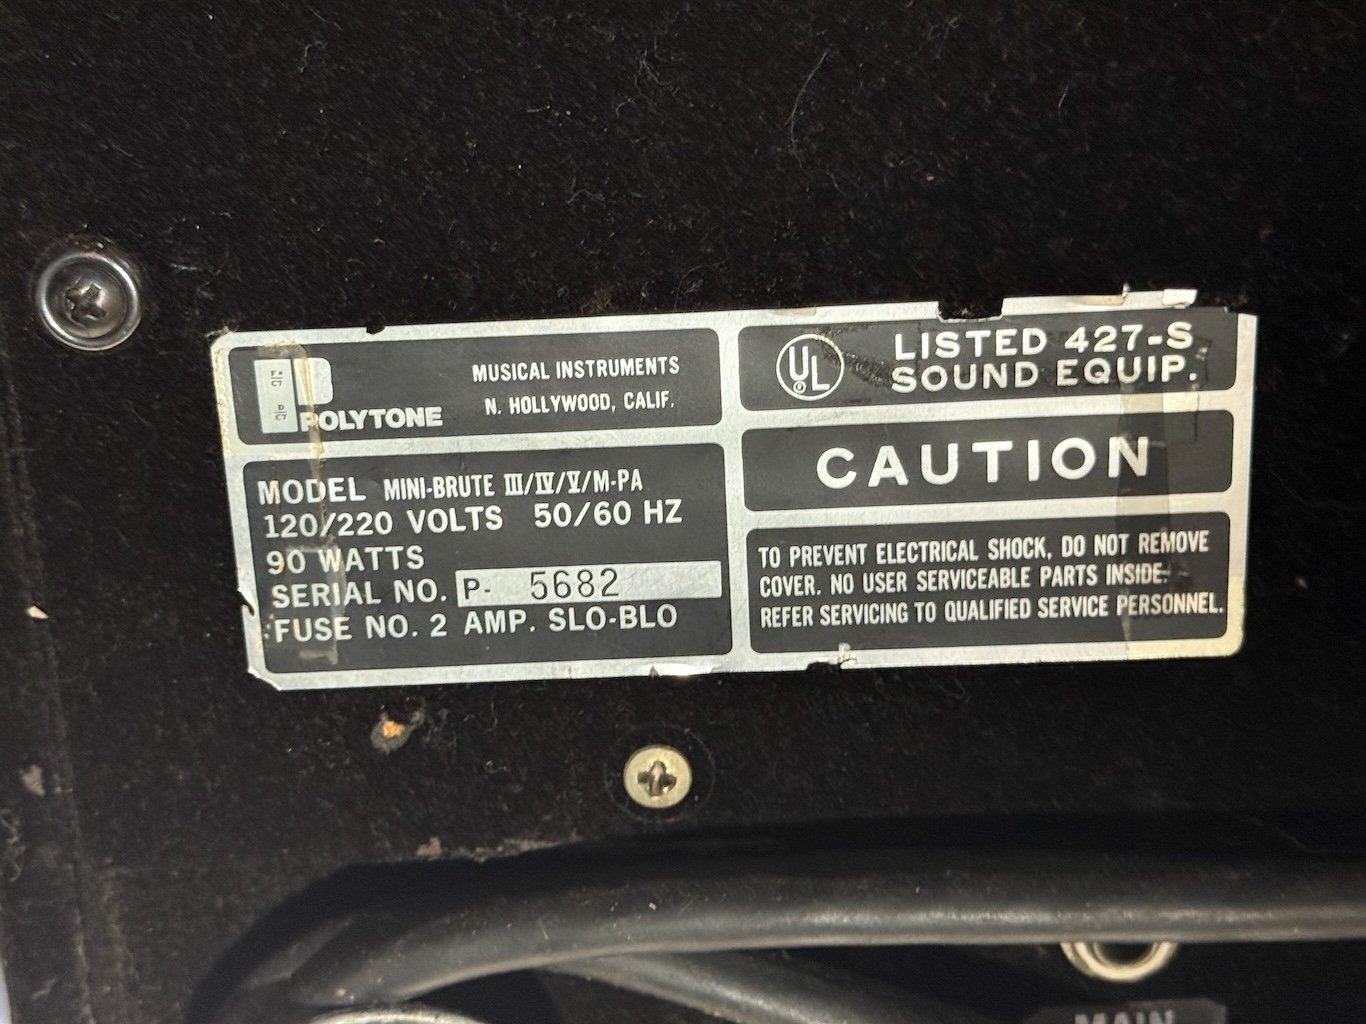 POLYTONE
MUSICAL INSTRUMENTS
N. HOLLYWOOD, CALIF.
MODEL MINI-BRUTE III/IV/V/M-PA
120/220 VOLTS 50/60 HZ
90 WATTS
SERIAL NO. P- 5682
FUSE NO. 2 AMP. SLO-BLO
UL
LISTED 427-S
SOUND EQUIP.
CAUTION
TO PREVENT ELECTRICAL SHOCK, DO NOT REMOVE
COVER. NO USER SERVICEABLE PARTS INSIDE.
REFER SERVICING TO QUALIFIED SERVICE PERSONNEL.
MAIN